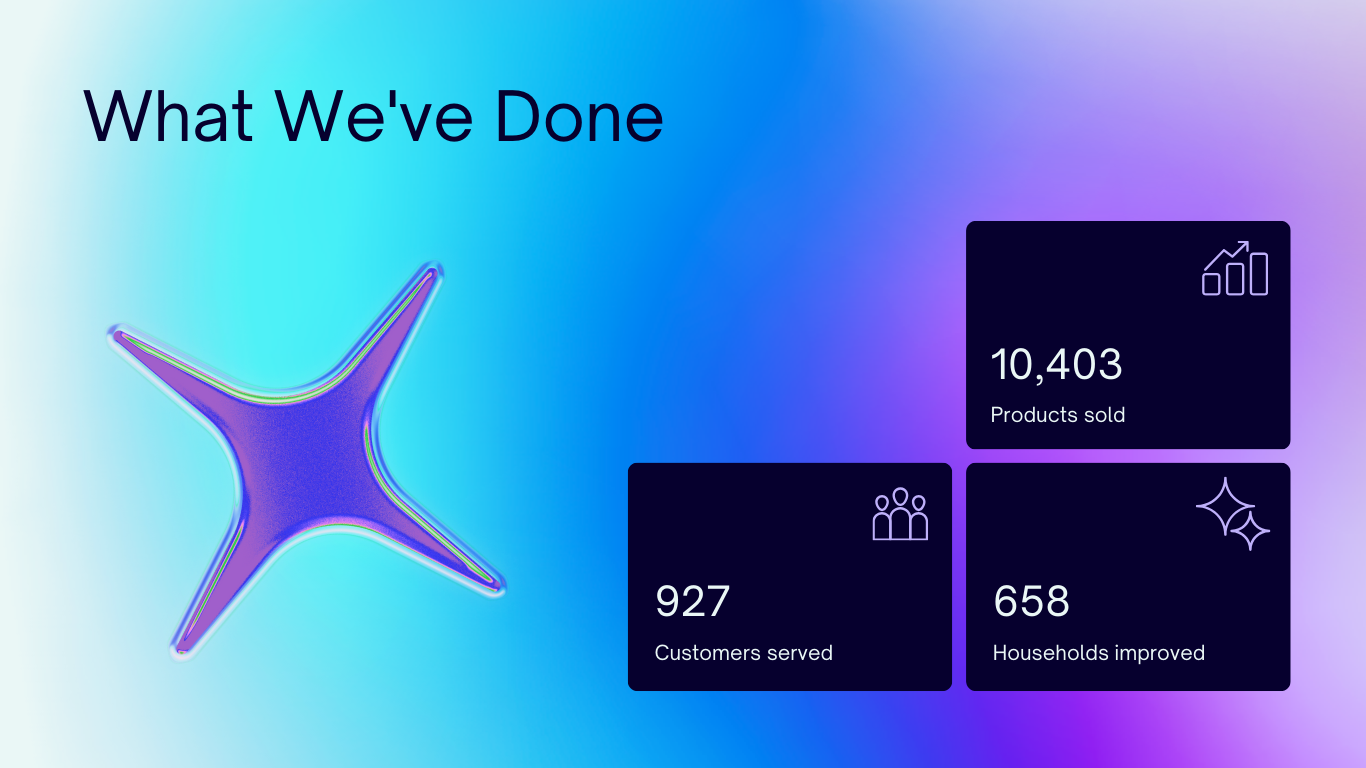 What We've Done
10,403
Products sold
927
Customers served
658
Households improved